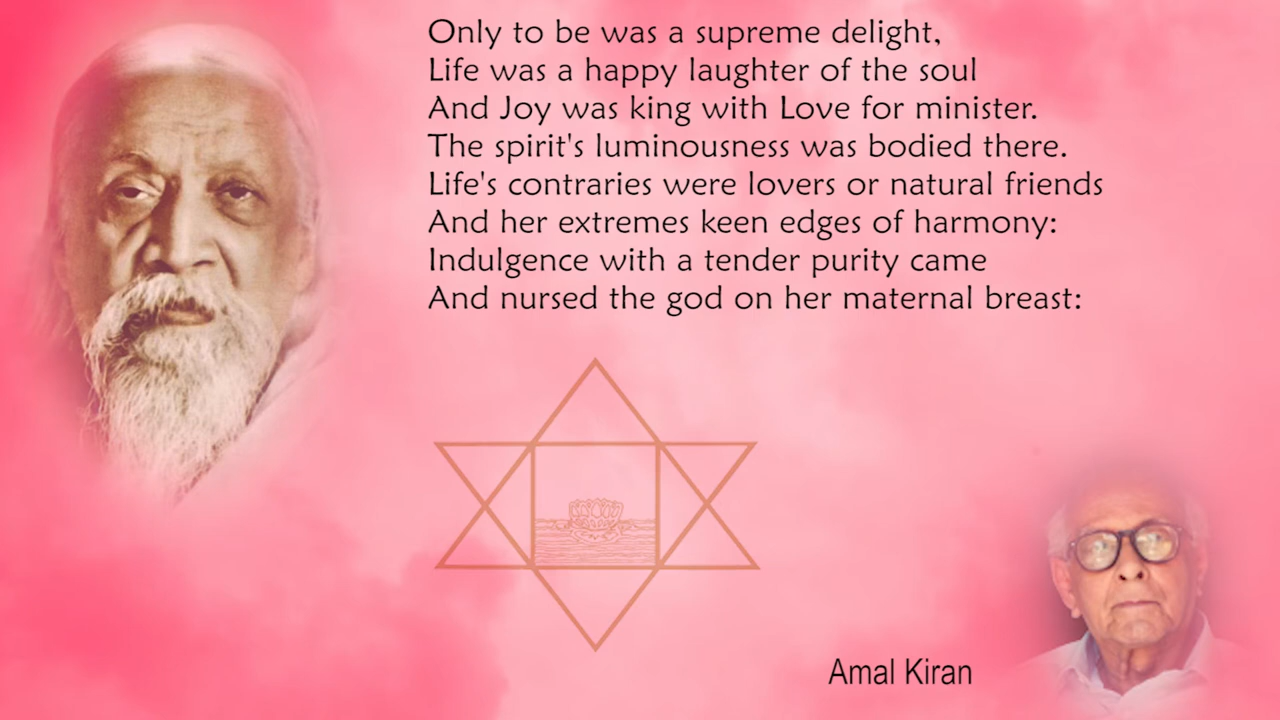 Only to be was a supreme delight,
Life was a happy laughter of the soul
And Joy was king with Love for minister.
The spirit's luminousness was bodied there.
Life's contraries were lovers or natural friends
And her extremes keen edges of harmony:
Indulgence with a tender purity came
And nursed the god on her maternal breast:
Amal Kiran